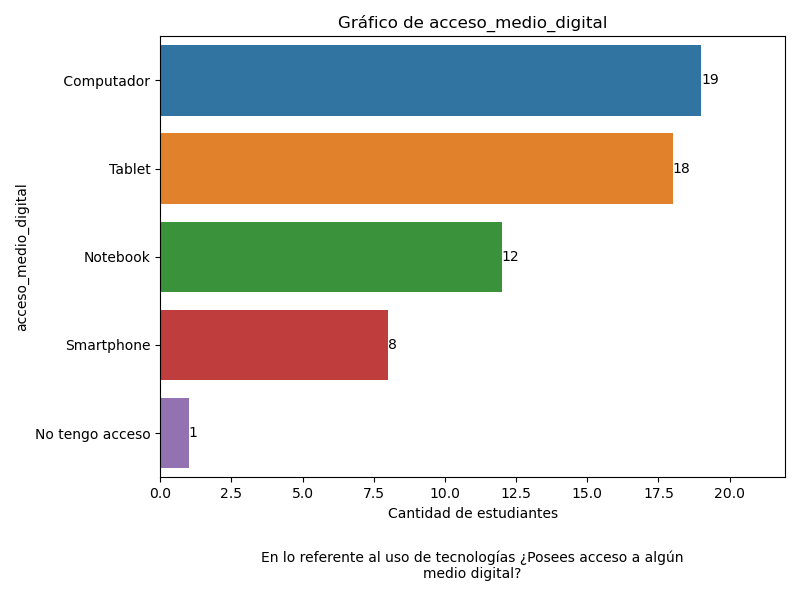 Gráfico de acceso_medio_digital
acceso_medio_digital
Computador
19
Tablet
18
Notebook
12
Smartphone
8
No tengo acceso
1
0.0 2.5 5.0 7.5 10.0 12.5 15.0 17.5 20.0
Cantidad de estudiantes
En lo referente al uso de tecnologías ¿Posees acceso a algún
medio digital?